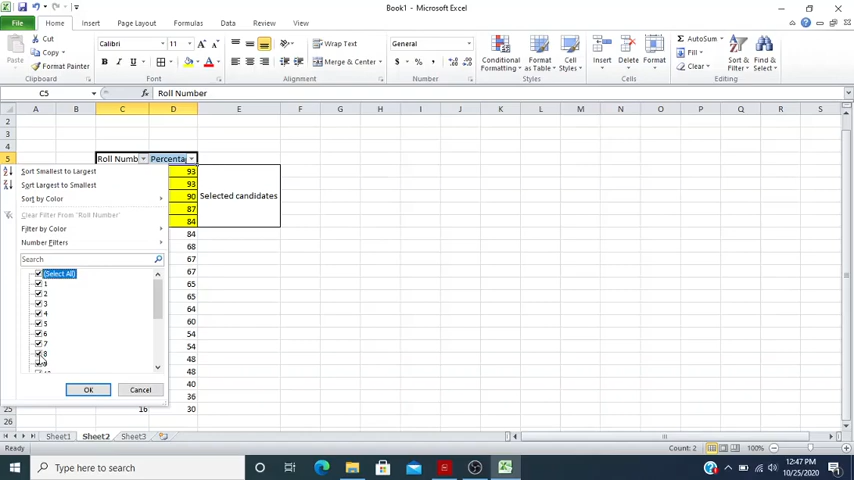 Book1 - Microsoft Excel
File Home Insert Page Layout Formulas Data Review View
Cut Calibri 11 Wrap Text General AutoSum
Copy Fill
Paste Format Painter Merge & Center Conditional Formatting Format as Table Cell Styles Insert Delete Format Clear Sort & Filter Find & Select
Clipboard Font Alignment Number Styles Cells Editing
C5 fx Roll Number
A B C D E F G H I J K L M N O P Q R S
2
3
4
5 Roll Numb Percenta
Sort Smallest to Largest 93
Sort Largest to Smallest 93
Sort by Color 90 Selected candidates
Clear Filter From "Roll Number" 87
84
Filter by Color 84
Number Filters 68
Search 67
(Select All) 67
1 65
2 65
3 64
4 60
5
6 54
7 54
8 48
9 48
OK Cancel 40
36
25 16 30
26
Sheet1 Sheet2 Sheet3
Ready Count: 2 100%
Type here to search 12:47 PM
10/25/2020